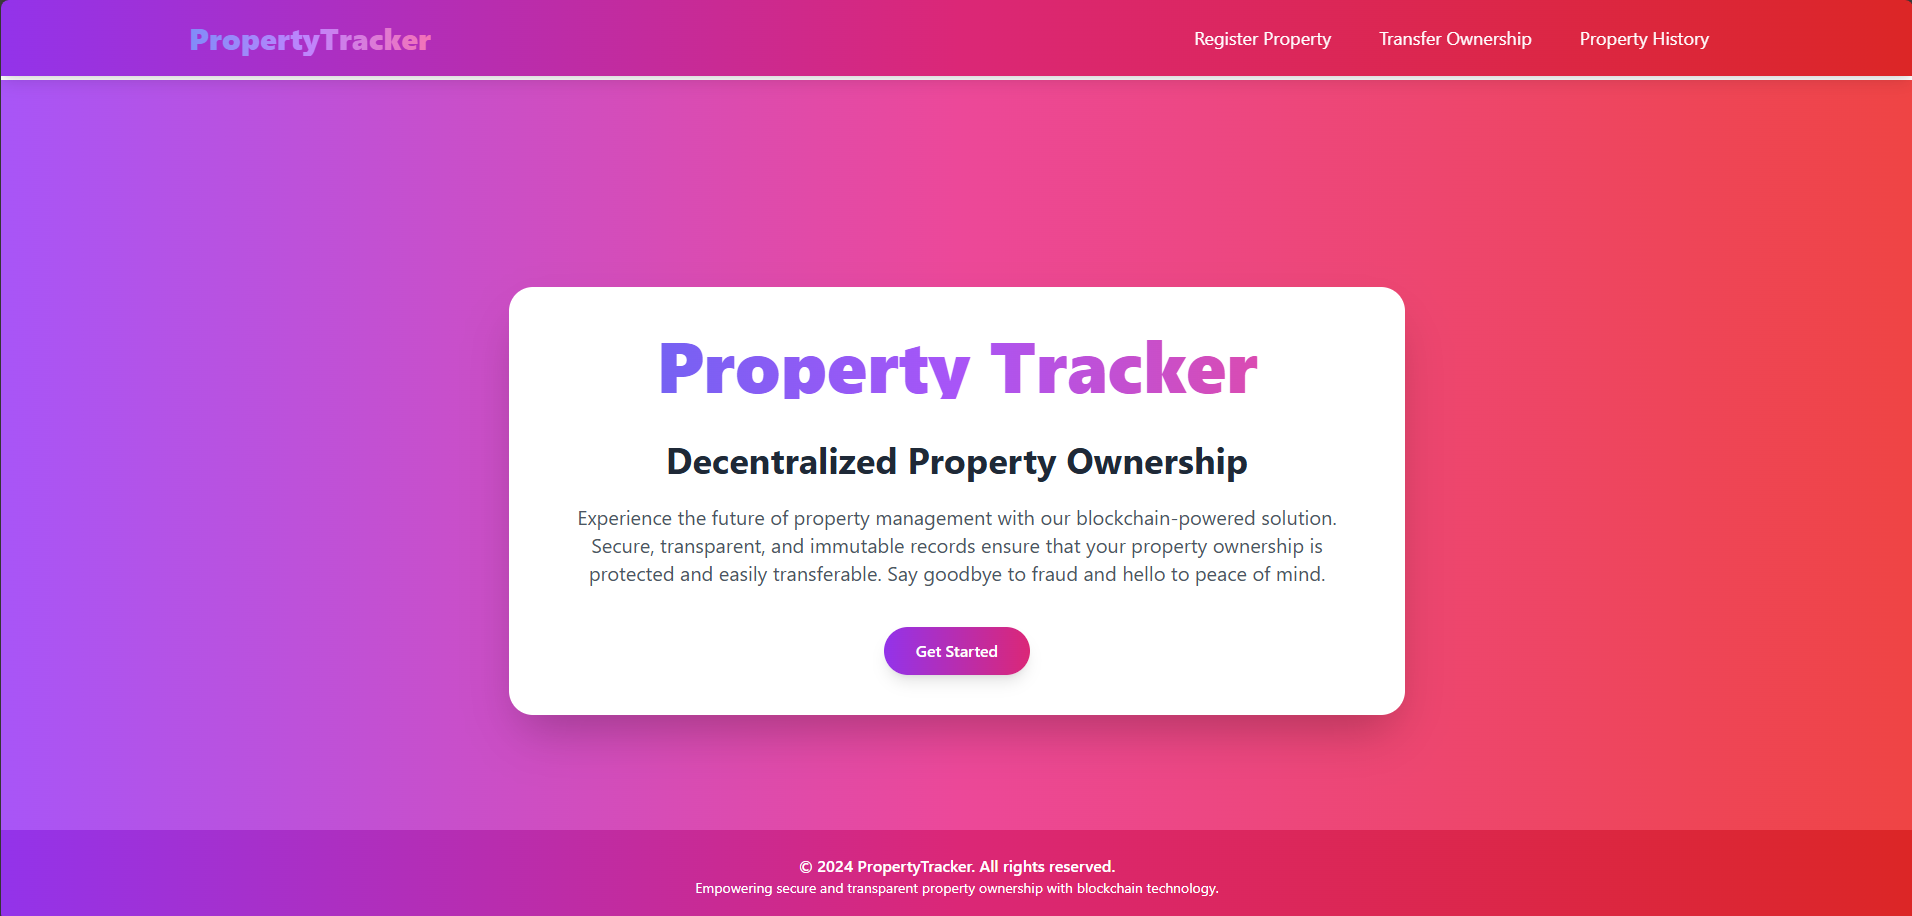 PropertyTracker
Register Property
Transfer Ownership
Property History
Property Tracker
Decentralized Property Ownership
Experience the future of property management with our blockchain-powered solution.
Secure, transparent, and immutable records ensure that your property ownership is
protected and easily transferable. Say goodbye to fraud and hello to peace of mind.
Get Started
© 2024 PropertyTracker. All rights reserved.
Empowering secure and transparent property ownership with blockchain technology.